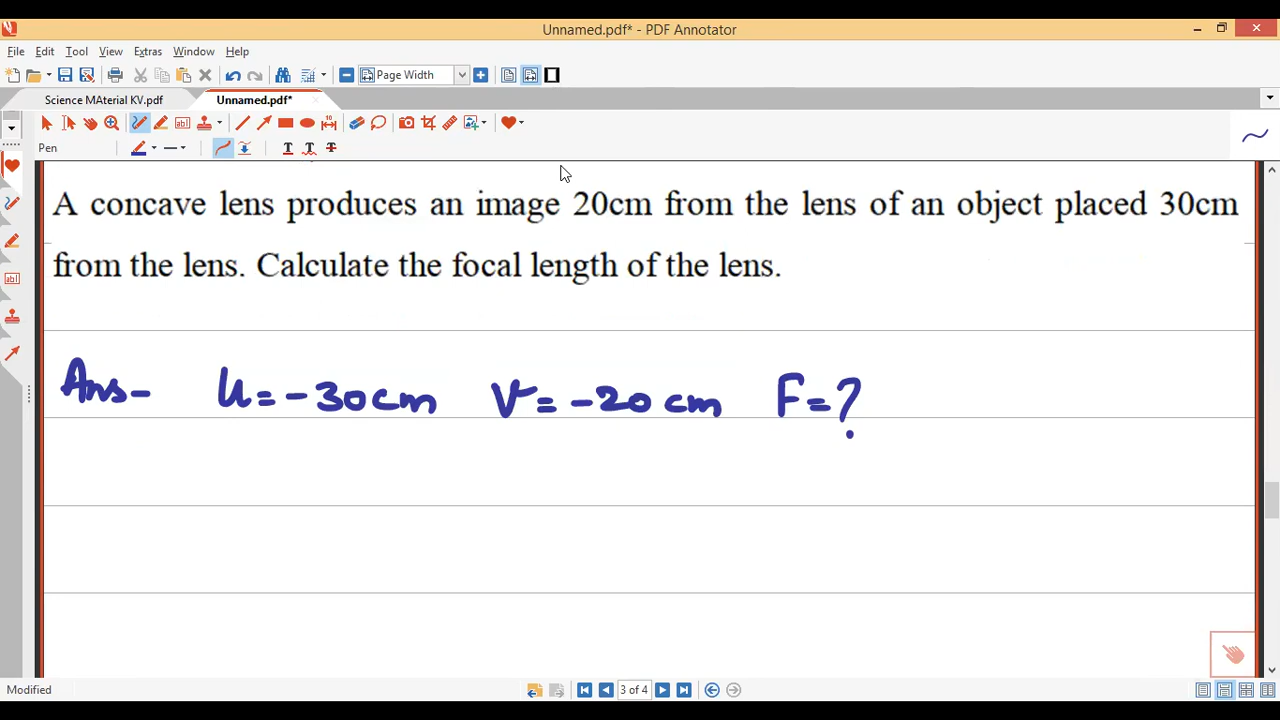 Unnamed.pdf* - PDF Annotator
File Edit Tool View Extras Window Help
Page Width
Science MAterial KV.pdf Unnamed.pdf*
Pen
A concave lens produces an image 20cm from the lens of an object placed 30cm
from the lens. Calculate the focal length of the lens.
Ans- u = -30cm v = -20 cm F = ?
Modified 3 of 4